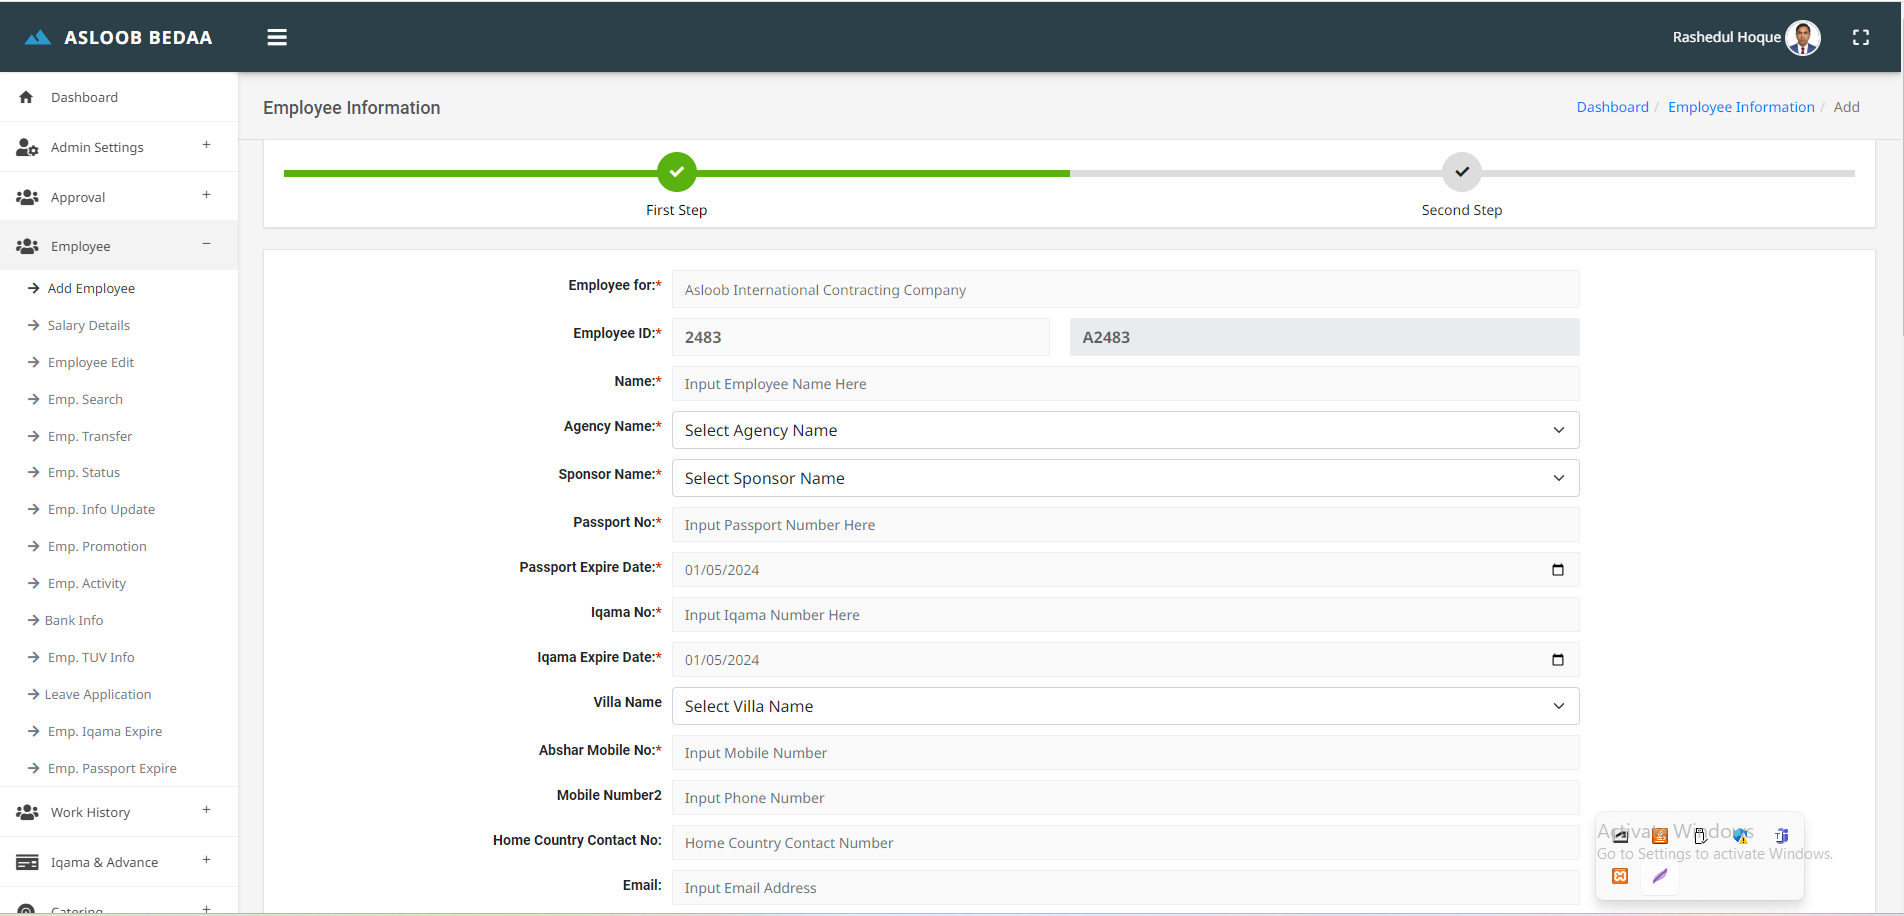 ASLOOB BEDAA
Rashedul Hoque
Dashboard
Admin Settings +
Approval +
Employee −
Add Employee
Salary Details
Employee Edit
Emp. Search
Emp. Transfer
Emp. Status
Emp. Info Update
Emp. Promotion
Emp. Activity
Bank Info
Emp. TUV Info
Leave Application
Emp. Iqama Expire
Emp. Passport Expire
Work History +
Iqama & Advance +
Catering +
Employee Information
Dashboard / Employee Information / Add
First Step
Second Step
Employee for:* Asloob International Contracting Company
Employee ID:* 2483 A2483
Name:* Input Employee Name Here
Agency Name:* Select Agency Name
Sponsor Name:* Select Sponsor Name
Passport No:* Input Passport Number Here
Passport Expire Date:* 01/05/2024
Iqama No:* Input Iqama Number Here
Iqama Expire Date:* 01/05/2024
Villa Name Select Villa Name
Abshar Mobile No:* Input Mobile Number
Mobile Number2 Input Phone Number
Home Country Contact No: Home Country Contact Number
Email: Input Email Address
Activate Windows
Go to Settings to activate Windows.